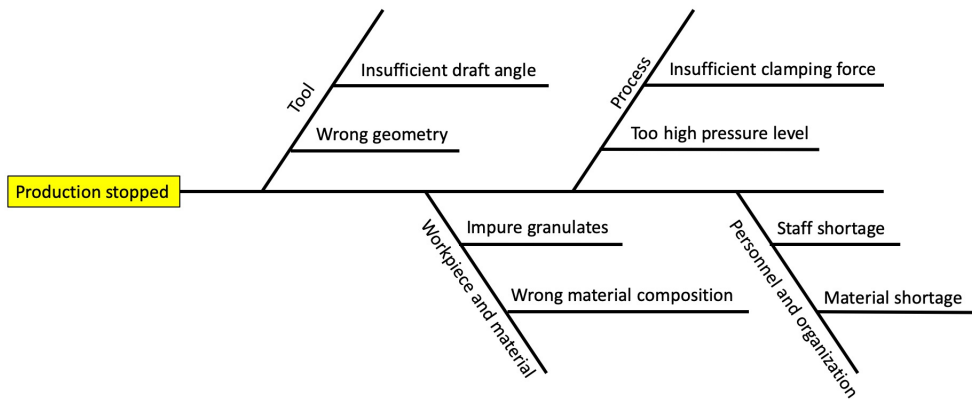 Tool
Insufficient draft angle
Wrong geometry
Process
Insufficient clamping force
Too high pressure level
Production stopped
Workpiece and material
Impure granulates
Wrong material composition
Personnel and organization
Staff shortage
Material shortage